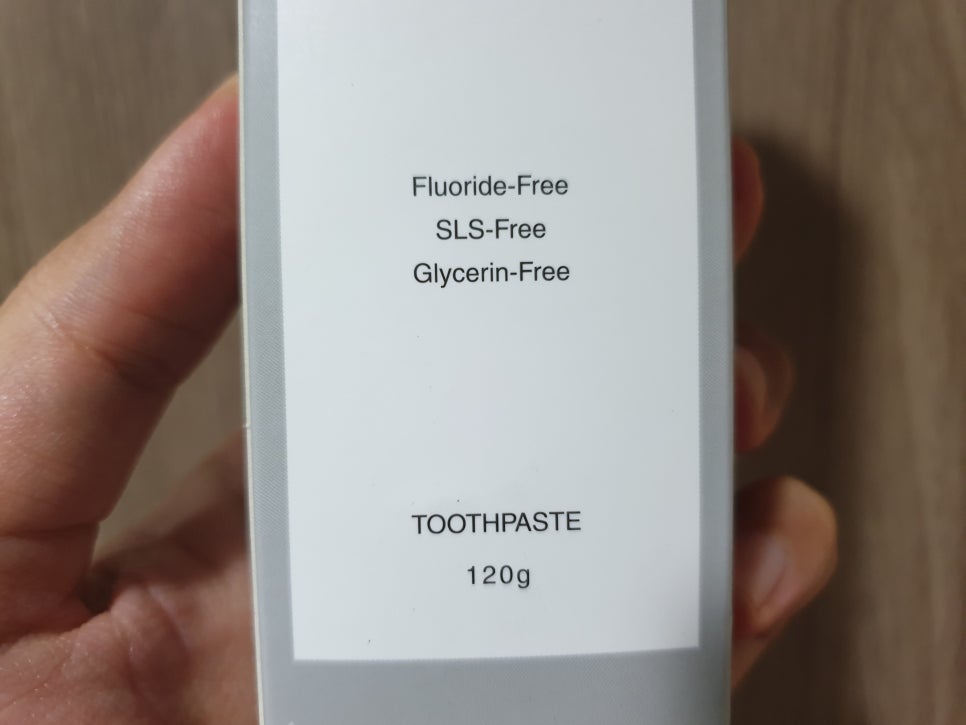 Fluoride-Free
SLS-Free
Glycerin-Free
TOOTHPASTE
120g